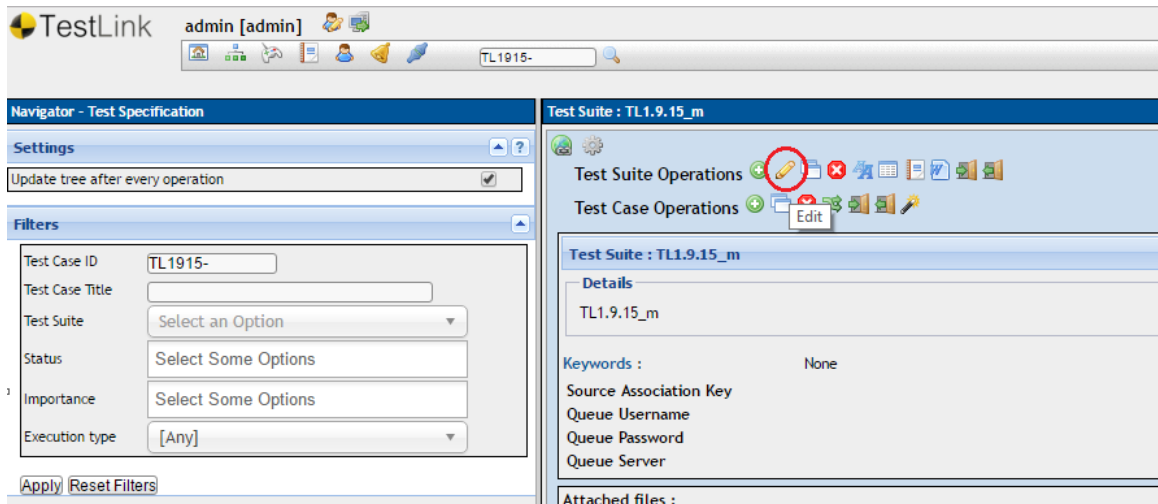 TestLink
admin [admin]
TL1915-
Navigator - Test Specification
Settings
?
Update tree after every operation
Filters
Test Case ID TL1915-
Test Case Title
Test Suite Select an Option
Status Select Some Options
Importance Select Some Options
Execution type [Any]
Apply Reset Filters
Test Suite : TL1.9.15_m
Test Suite Operations
Test Case Operations
Edit
Test Suite : TL1.9.15_m
Details
TL1.9.15_m
Keywords : None
Source Association Key
Queue Username
Queue Password
Queue Server
Attached files :